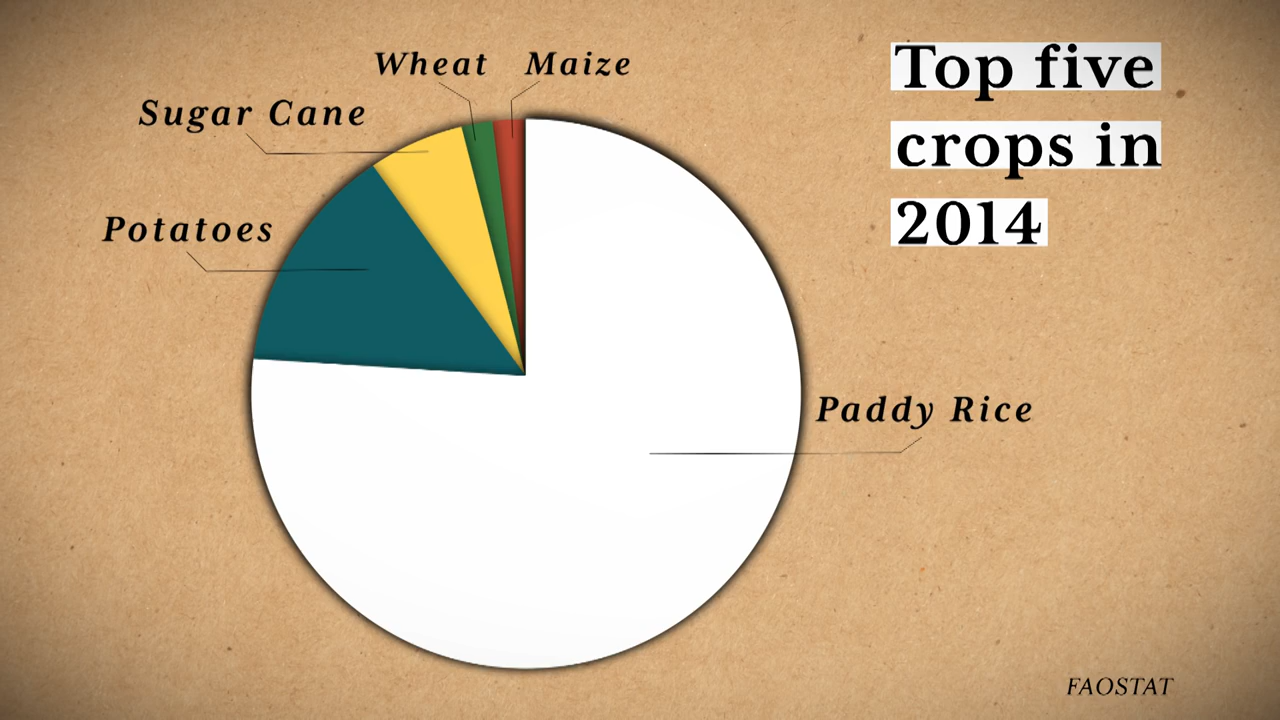 Top five
crops in
2014
Wheat
Maize
Sugar Cane
Potatoes
Paddy Rice
FAOSTAT